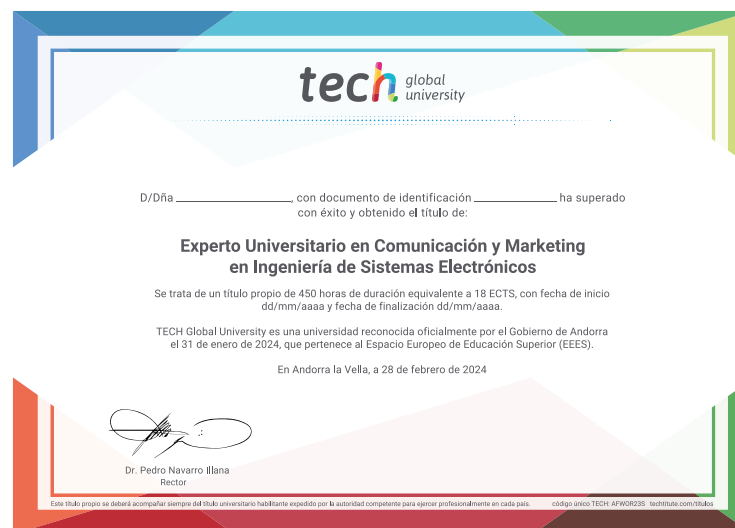 tech global university
D/Dña ____________________, con documento de identificación ______________ ha superado
con éxito y obtenido el título de:
Experto Universitario en Comunicación y Marketing
en Ingeniería de Sistemas Electrónicos
Se trata de un título propio de 450 horas de duración equivalente a 18 ECTS, con fecha de inicio
dd/mm/aaaa y fecha de finalización dd/mm/aaaa.
TECH Global University es una universidad reconocida oficialmente por el Gobierno de Andorra
el 31 de enero de 2024, que pertenece al Espacio Europeo de Educación Superior (EEES).
En Andorra la Vella, a 28 de febrero de 2024
Dr. Pedro Navarro Illana
Rector
Este título propio se deberá acompañar siempre del título universitario habilitante expedido por la autoridad competente para ejercer profesionalmente en cada país. código único TECH: AFWOR23S techtitute.com/titulos